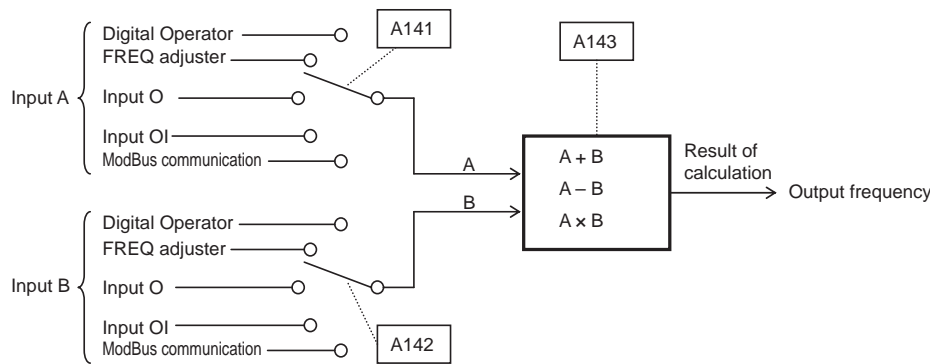 Digital Operator
FREQ adjuster
Input A
Input O
Input OI
ModBus communication
A141
A143
A
B
A + B
A – B
A × B
Result of
calculation
Output frequency
Digital Operator
FREQ adjuster
Input B
Input O
Input OI
ModBus communication
A142